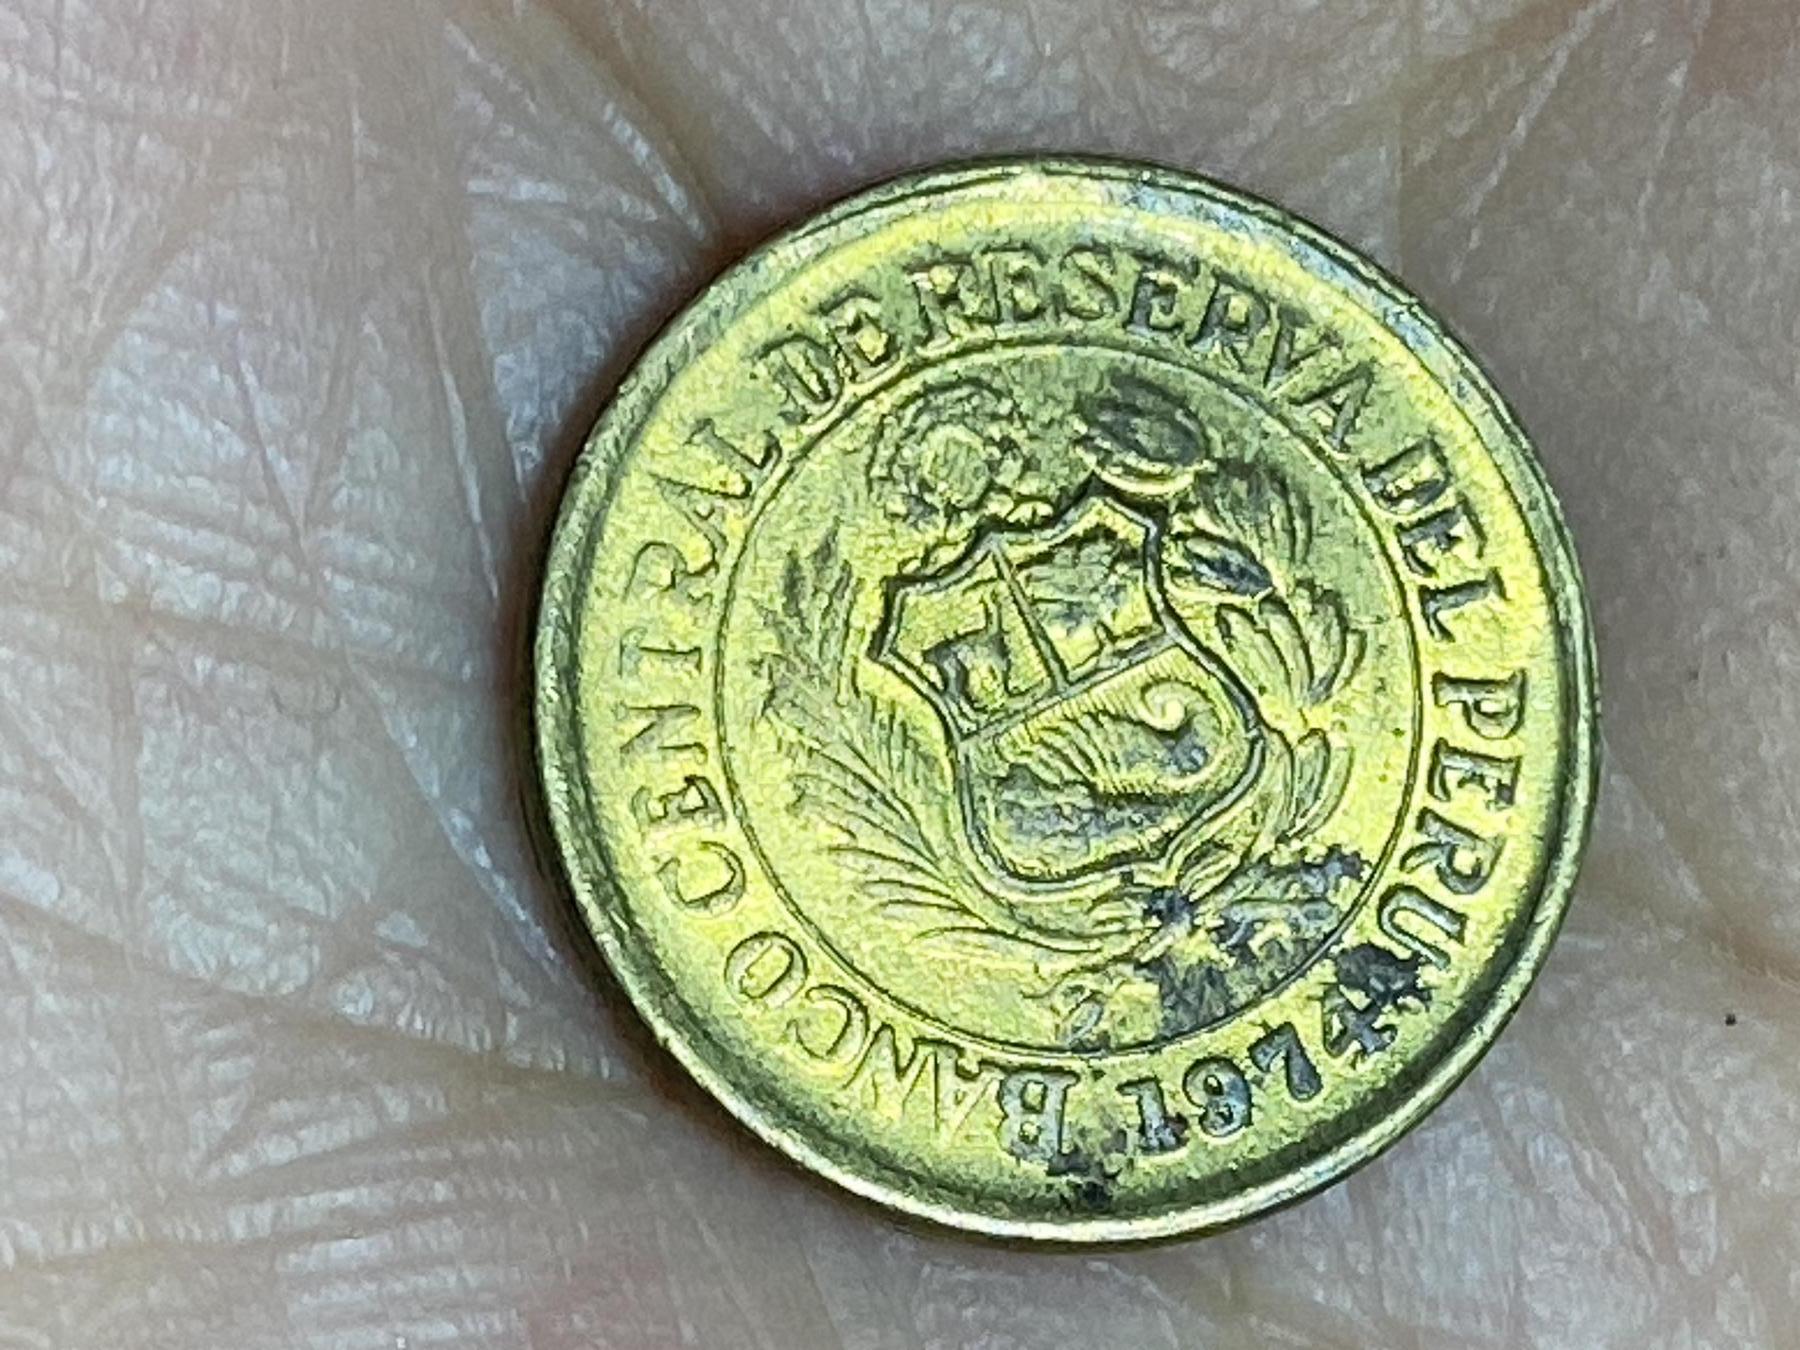 BANCO CENTRAL DE RESERVA DEL PERU
1974